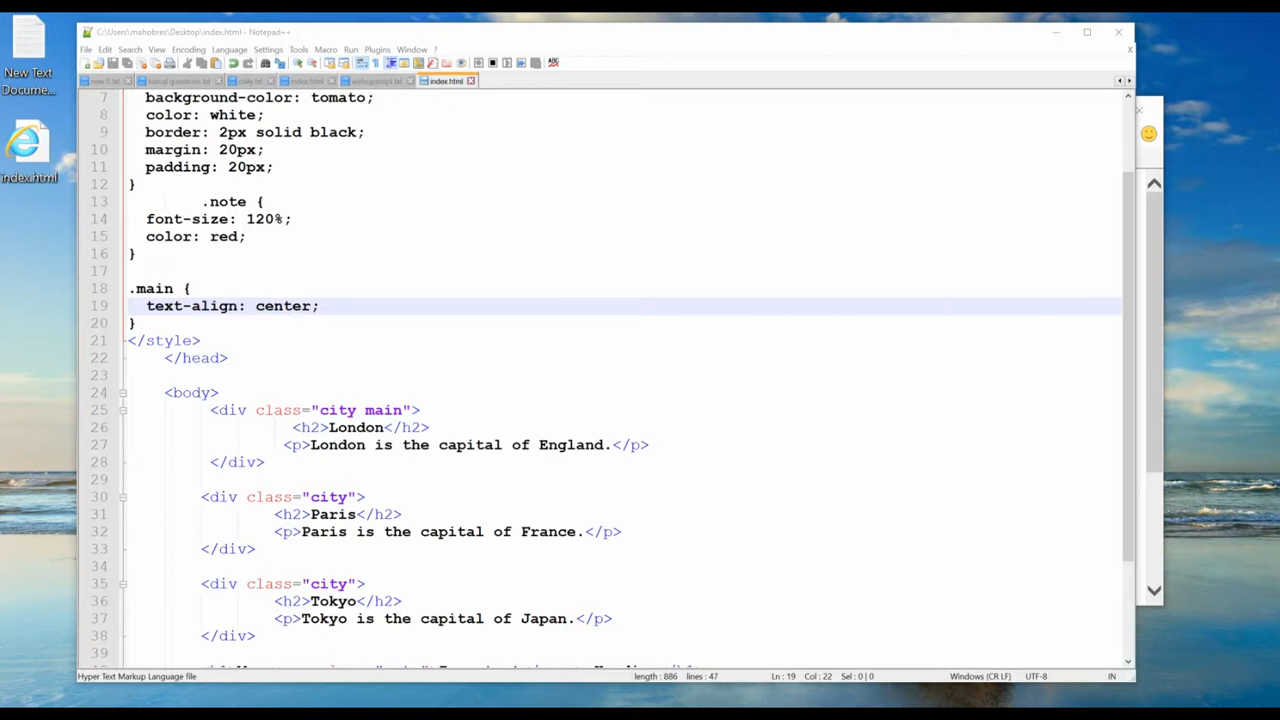 New Text
Docume...
index.html
C:\Users\mahobres\Desktop\index.html - Notepad++
File Edit Search View Encoding Language Settings Tools Macro Run Plugins Window ?
new 5.txt index.html index.html
7 background-color: tomato;
8 color: white;
9 border: 2px solid black;
10 margin: 20px;
11 padding: 20px;
12 }
13 .note {
14 font-size: 120%;
15 color: red;
16 }
17
18 .main {
19 text-align: center;
20 }
21 </style>
22 </head>
23
24 <body>
25 <div class="city main">
26 <h2>London</h2>
27 <p>London is the capital of England.</p>
28 </div>
29
30 <div class="city">
31 <h2>Paris</h2>
32 <p>Paris is the capital of France.</p>
33 </div>
34
35 <div class="city">
36 <h2>Tokyo</h2>
37 <p>Tokyo is the capital of Japan.</p>
38 </div>
39
Hyper Text Markup Language file length : 886 lines : 47 Ln : 19 Col : 22 Sel : 0 | 0 Windows (CR LF) UTF-8 IN